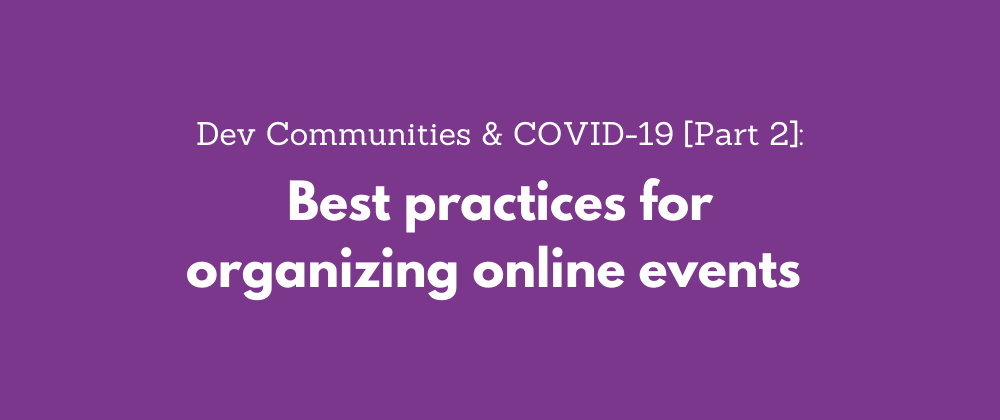 Dev Communities & COVID-19 [Part 2]:
Best practices for
organizing online events